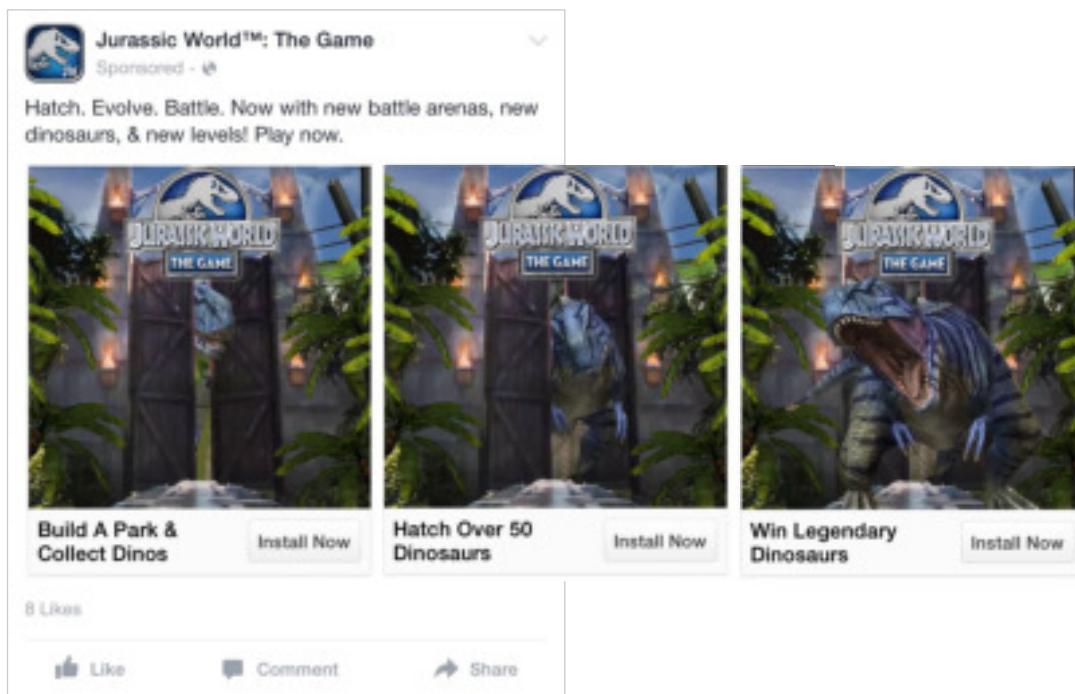 Jurassic World™: The Game
Sponsored -
Hatch. Evolve. Battle. Now with new battle arenas, new
dinosaurs, & new levels! Play now.
JURASSIC WORLD
THE GAME
JURASSIC WORLD
THE GAME
JURASSIC WORLD
THE GAME
Build A Park &
Collect Dinos
Install Now
Hatch Over 50
Dinosaurs
Install Now
Win Legendary
Dinosaurs
Install Now
8 Likes
Like
Comment
Share